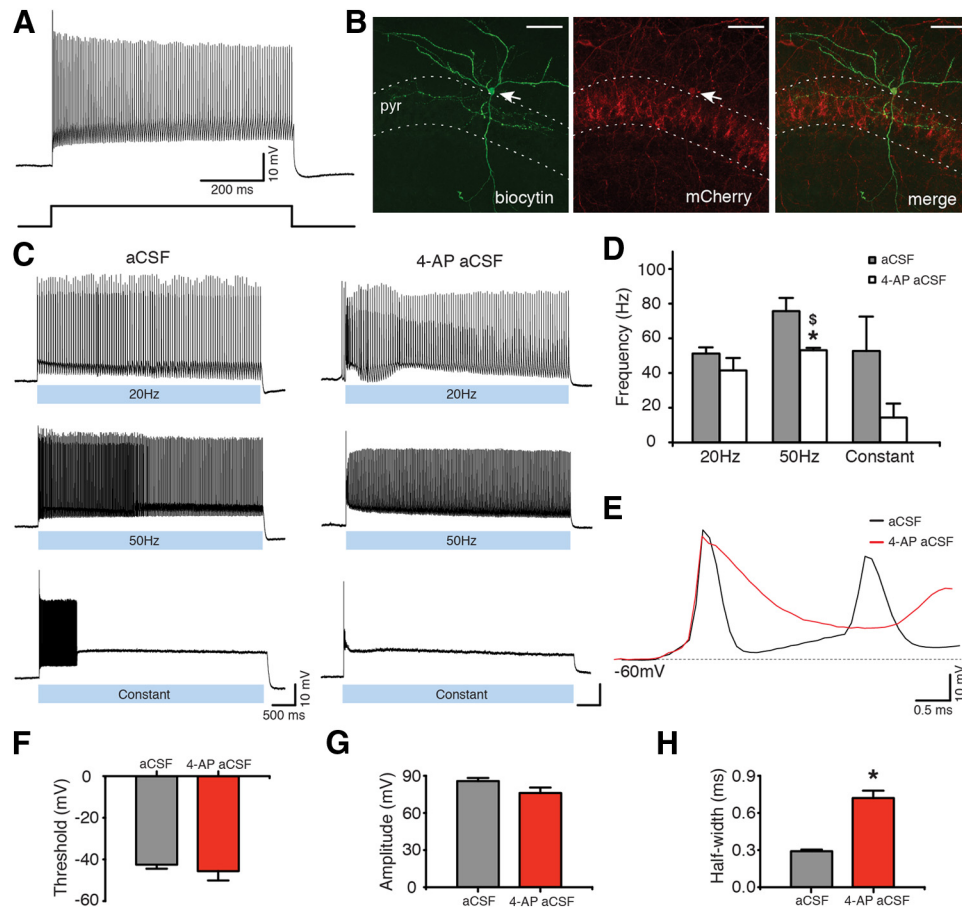 A
10 mV
200 ms
B
pyr
biocytin
mCherry
merge
C
aCSF
4-AP aCSF
20Hz
20Hz
50Hz
50Hz
Constant
Constant
10 mV
500 ms
D
aCSF
4-AP aCSF
Frequency (Hz)
100
80
60
40
20
0
$
*
20Hz
50Hz
Constant
E
aCSF
4-AP aCSF
-60mV
10 mV
0.5 ms
F
aCSF
4-AP aCSF
Threshold (mV)
0
-20
-40
-60
G
Amplitude (mV)
90
60
30
0
aCSF
4-AP aCSF
H
Half-width (ms)
0.9
0.6
0.3
0.0
*
aCSF
4-AP aCSF